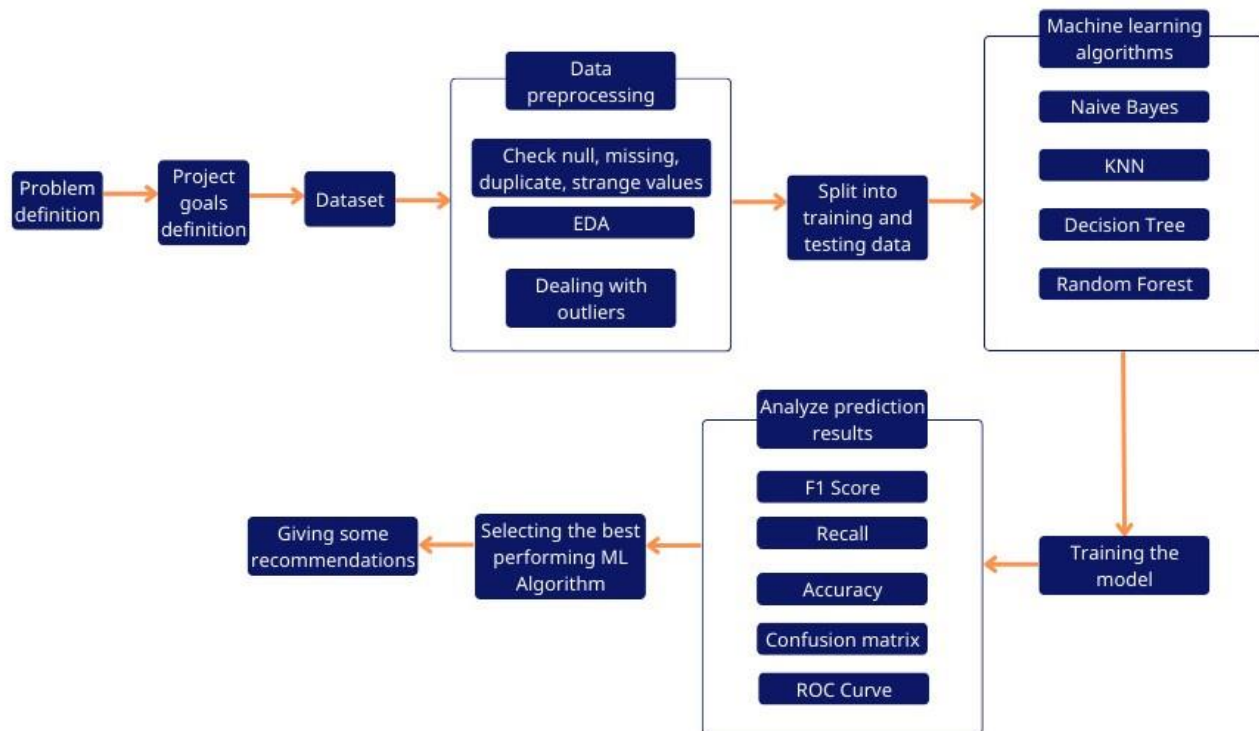 Problem
definition
Project
goals
definition
Dataset
Data
preprocessing
Check null, missing,
duplicate, strange values
EDA
Dealing with
outliers
Split into
training and
testing data
Machine learning
algorithms
Naive Bayes
KNN
Decision Tree
Random Forest
Training the
model
Analyze prediction
results
F1 Score
Recall
Accuracy
Confusion matrix
ROC Curve
Selecting the best
performing ML
Algorithm
Giving some
recommendations